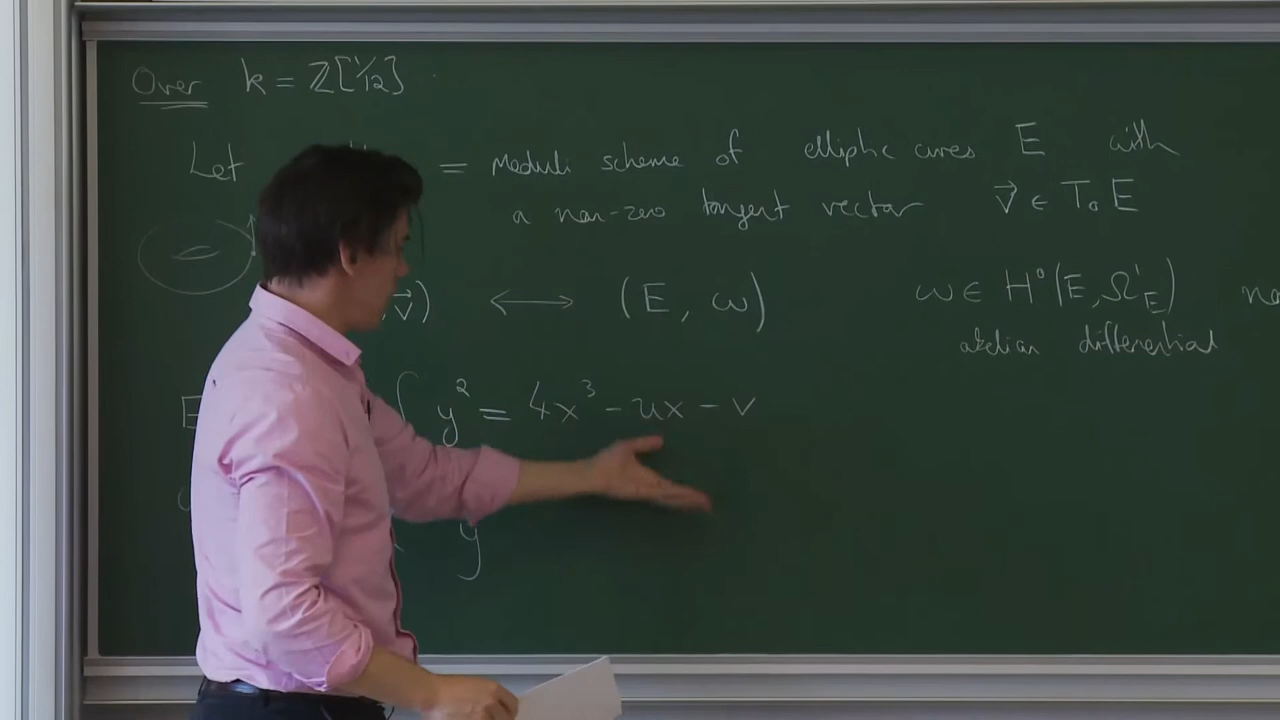 Over k = ℤ[1/12]
Let = Moduli scheme of elliptic curves E with
a non-zero tangent vector v⃗ ∈ T₀E
v⃗) ⟷ (E, ω) ω ∈ H⁰(E, Ω¹_E)
abelian differential
y² = 4x³ - ux - v
y